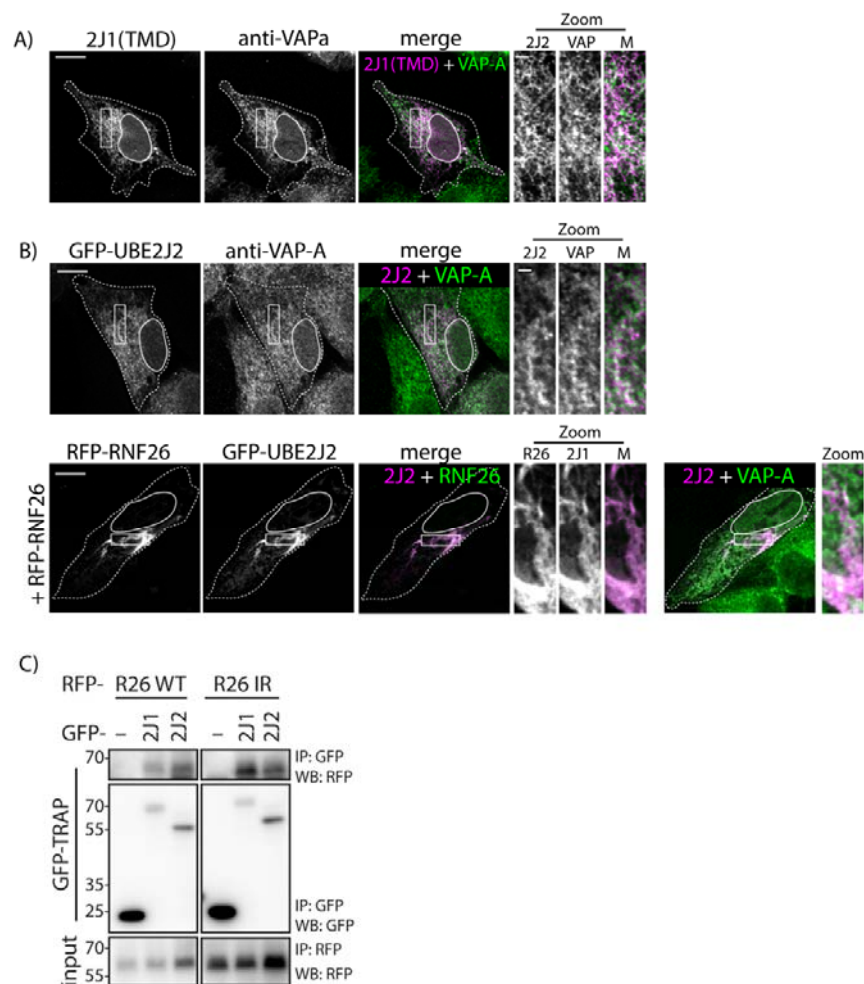 A)
2J1(TMD) anti-VAPa merge Zoom
2J2 VAP M
2J1(TMD) + VAP-A
B)
GFP-UBE2J2 anti-VAP-A merge Zoom
2J2 VAP M
2J2 + VAP-A
+ RFP-RNF26
RFP-RNF26 GFP-UBE2J2 merge Zoom
R26 2J1 M
2J2 + RNF26
2J2 + VAP-A
Zoom
C)
RFP- R26 WT R26 IR
GFP- – 2J1 2J2 – 2J1 2J2
GFP-TRAP
70- IP: GFP
WB: RFP
70
55
35
25 IP: GFP
WB: GFP
input
70 IP: RFP
55 WB: RFP